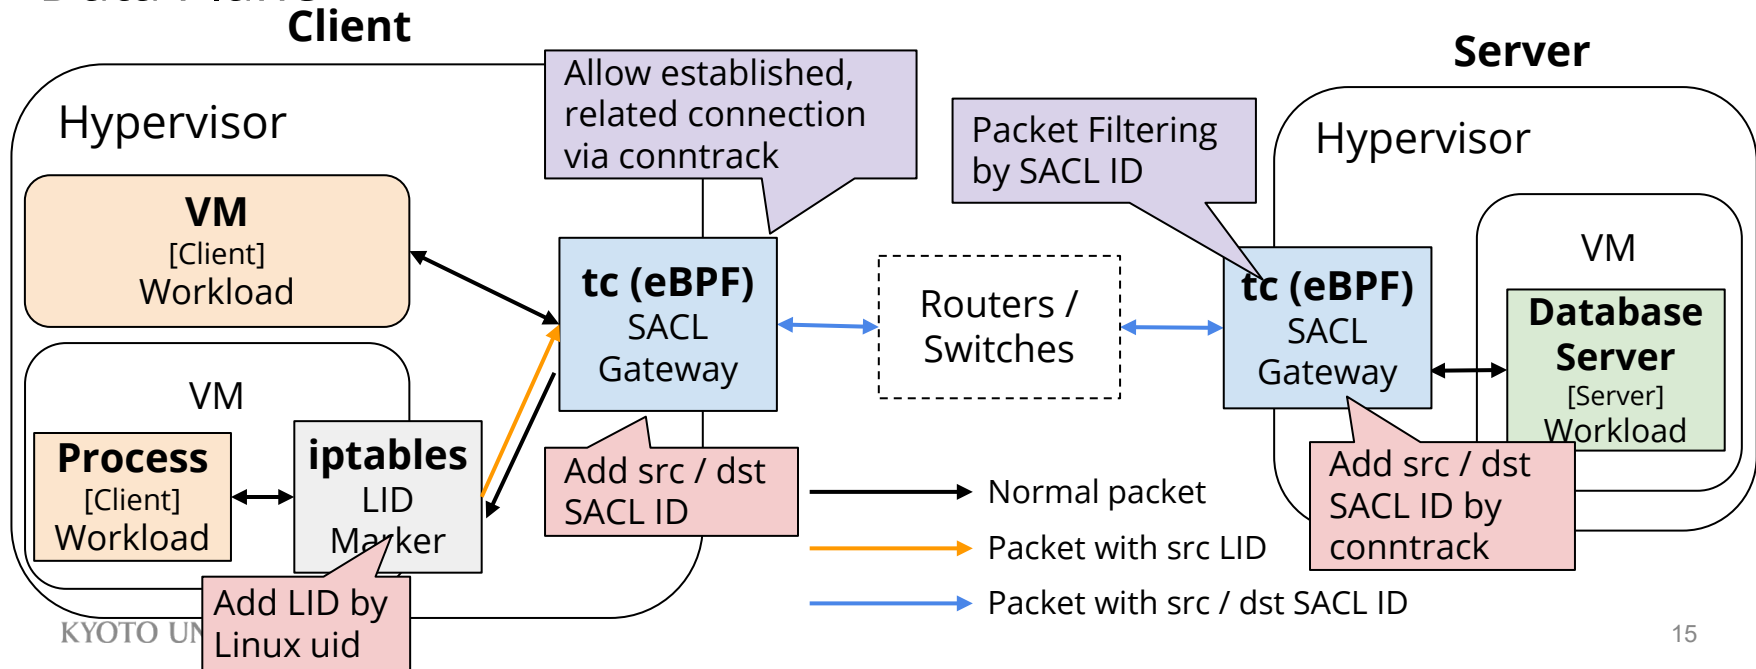 Client
Server
Hypervisor
Allow established,
related connection
via conntrack
Packet Filtering
by SACL ID
Hypervisor
VM
[Client]
Workload
tc (eBPF)
SACL
Gateway
Routers /
Switches
tc (eBPF)
SACL
Gateway
VM
Database
Server
[Server]
Workload
VM
Process
[Client]
Workload
iptables
LID
Marker
Add LID by
Linux uid
Add src / dst
SACL ID
Add src / dst
SACL ID by
conntrack
Normal packet
Packet with src LID
Packet with src / dst SACL ID
KYOTO
15